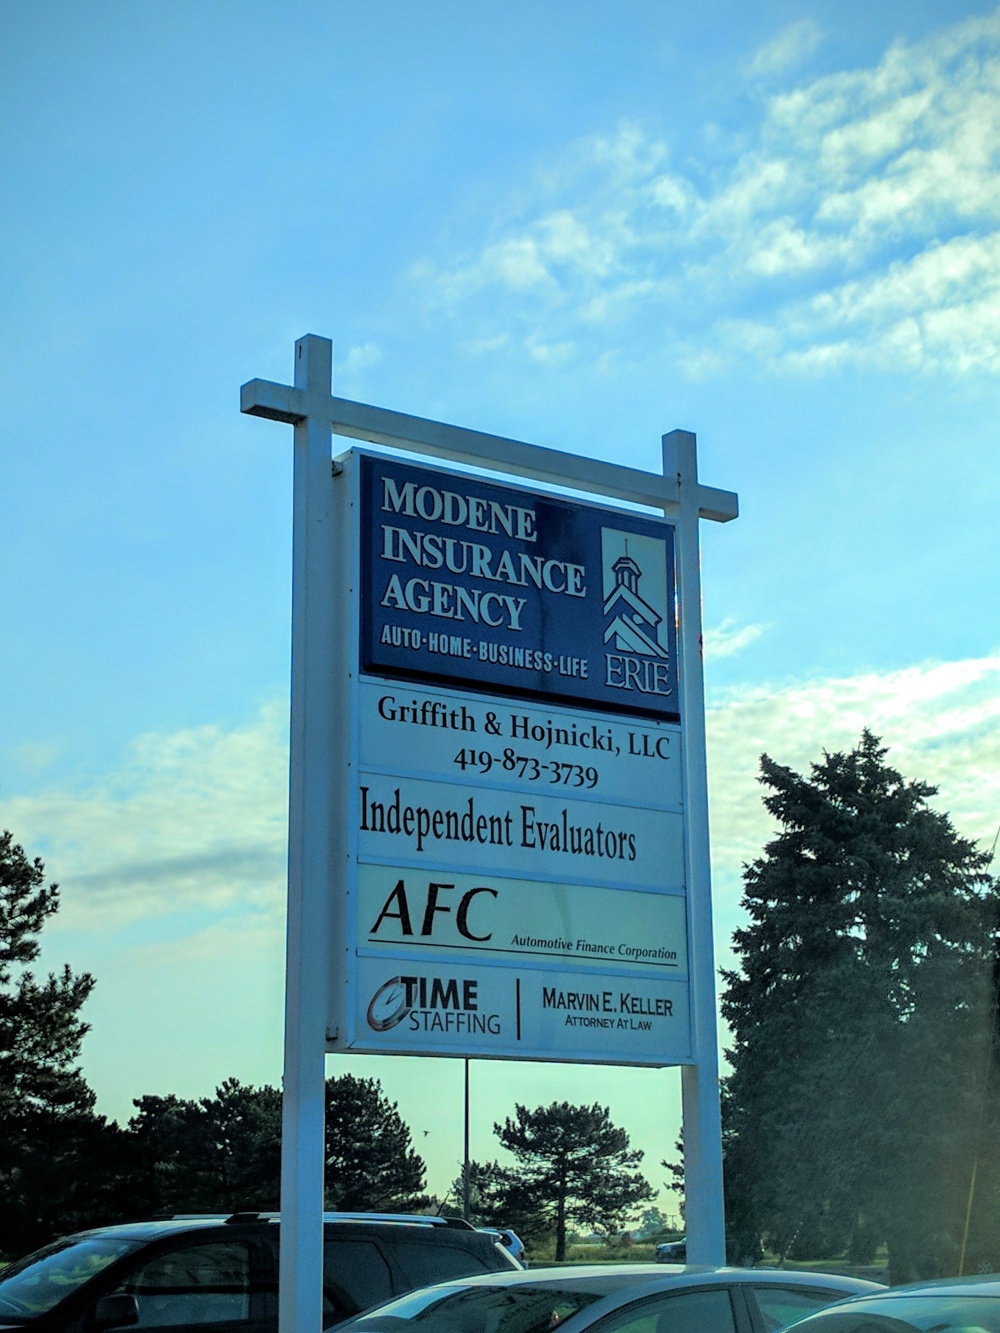 MODENE
INSURANCE
AGENCY
AUTO·HOME·BUSINESS·LIFE
ERIE
Griffith & Hojnicki, LLC
419-873-3739
Independent Evaluators
AFC
Automotive Finance Corporation
TIME
STAFFING
MARVIN E. KELLER
ATTORNEY AT LAW